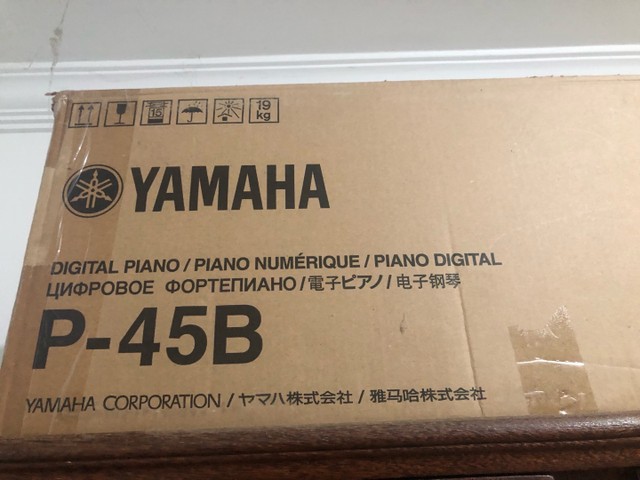 19 kg
YAMAHA
DIGITAL PIANO / PIANO NUMÉRIQUE / PIANO DIGITAL
ЦИФРОВОЕ ФОРТЕПИАНО / 電子ピアノ / 电子钢琴
P-45B
YAMAHA CORPORATION / ヤマハ株式会社 / 雅马哈株式会社